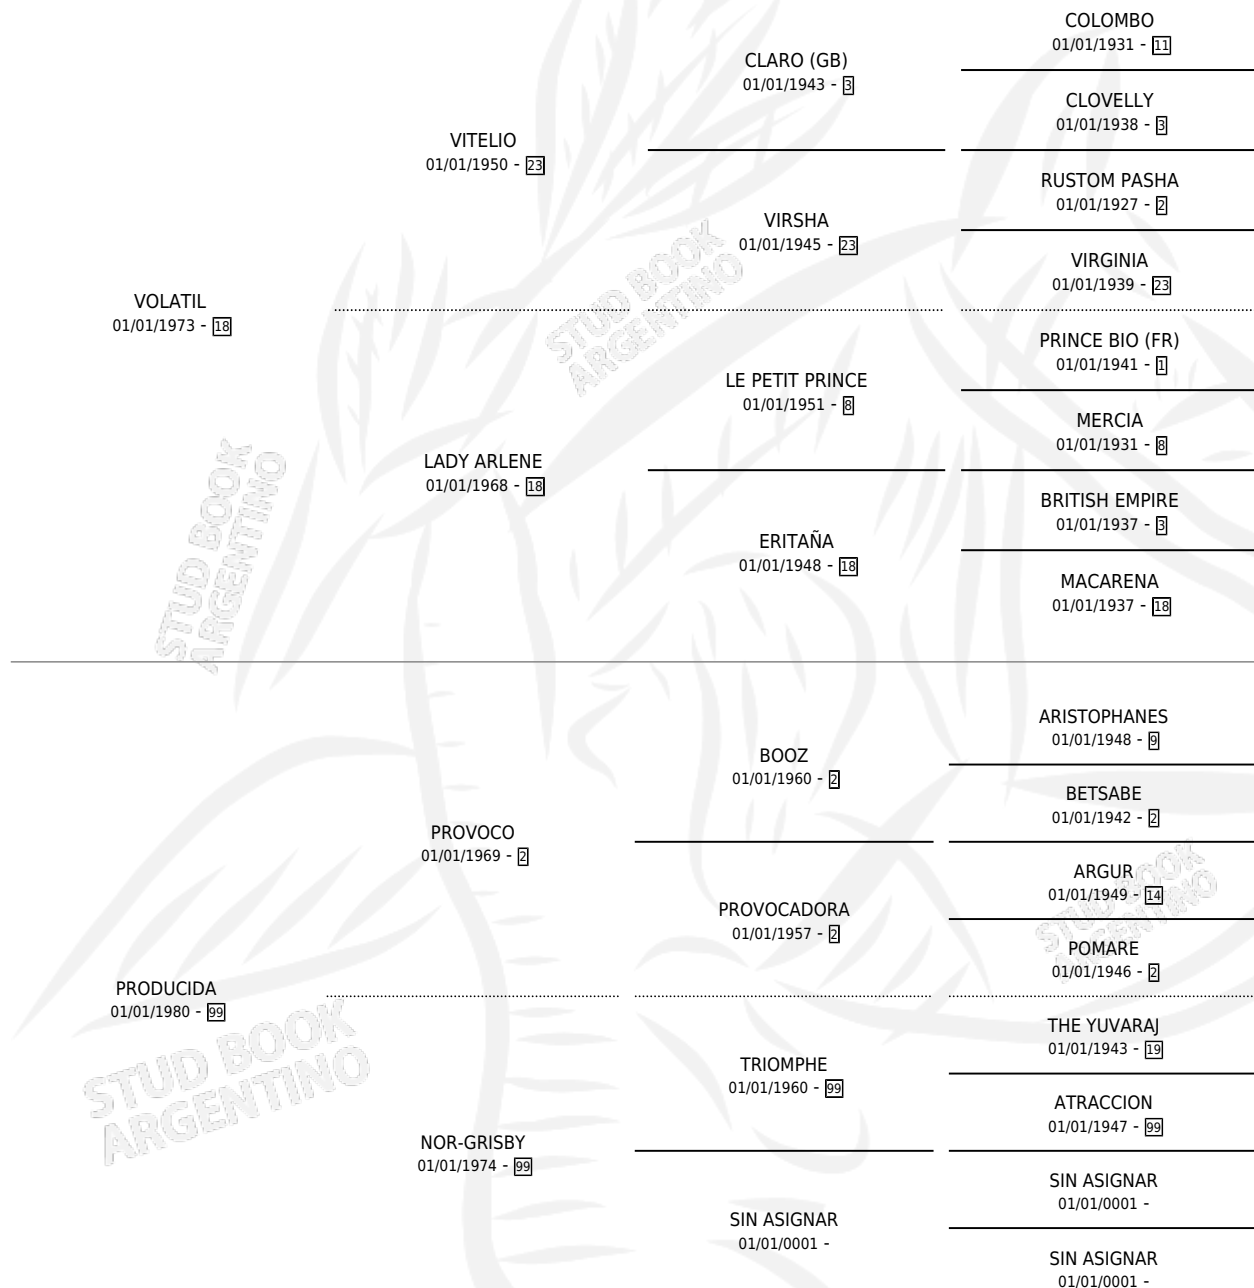 COLOMBO
01/01/1931 - 11
CLARO (GB)
01/01/1943 - 3
CLOVELLY
01/01/1938 - 3
VITELIO
01/01/1950 - 23
RUSTOM PASHA
01/01/1927 - 2
VIRSHA
01/01/1945 - 23
VIRGINIA
01/01/1939 - 23
VOLATIL
01/01/1973 - 18
PRINCE BIO (FR)
01/01/1941 - 1
LE PETIT PRINCE
01/01/1951 - 8
MERCIA
01/01/1931 - 8
LADY ARLENE
01/01/1968 - 18
BRITISH EMPIRE
01/01/1937 - 3
ERITAÑA
01/01/1948 - 18
MACARENA
01/01/1937 - 18
ARISTOPHANES
01/01/1948 - 9
BOOZ
01/01/1960 - 2
BETSABE
01/01/1942 - 2
PROVOCO
01/01/1969 - 2
ARGUR
01/01/1949 - 14
PROVOCADORA
01/01/1957 - 2
POMARE
01/01/1946 - 2
PRODUCIDA
01/01/1980 - 99
THE YUVARAJ
01/01/1943 - 19
TRIOMPHE
01/01/1960 - 99
ATRACCION
01/01/1947 - 99
NOR-GRISBY
01/01/1974 - 99
SIN ASIGNAR
01/01/0001 -
SIN ASIGNAR
01/01/0001 -
SIN ASIGNAR
01/01/0001 -
STUD BOOK
ARGENTINO
STUD BOOK
ARGENTINO
STUD BOOK
ARGENTINO
STUD BOOK
ARGENTINO